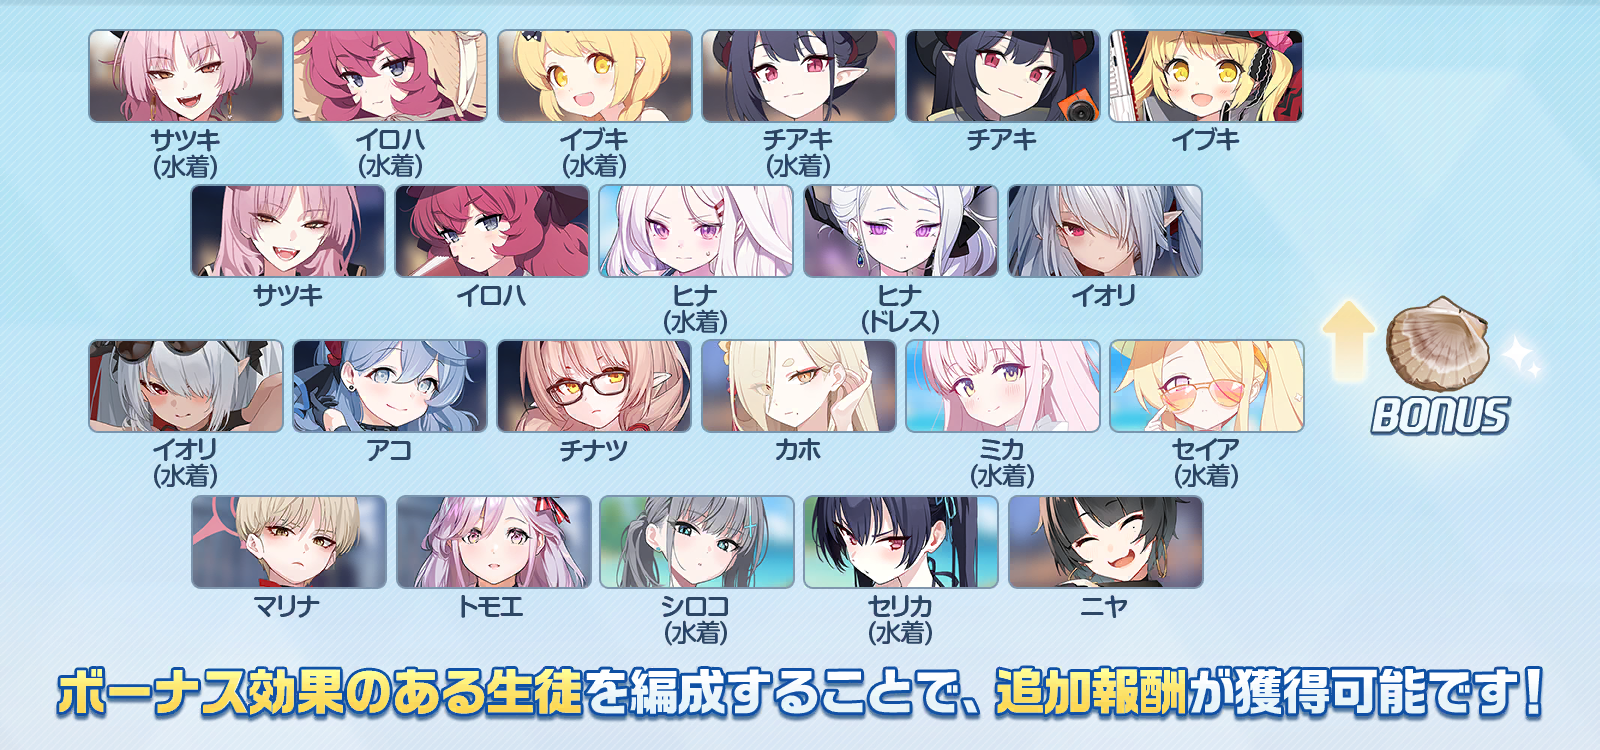 サツキ
(水着)
イロハ
(水着)
イブキ
(水着)
チアキ
(水着)
チアキ
イブキ
サツキ
イロハ
ヒナ
(水着)
ヒナ
(ドレス)
イオリ
イオリ
(水着)
アコ
チナツ
カホ
ミカ
(水着)
セイア
(水着)
BONUS
マリナ
トモエ
シロコ
(水着)
セリカ
(水着)
ニヤ
ボーナス効果のある生徒を編成することで、追加報酬が獲得可能です!